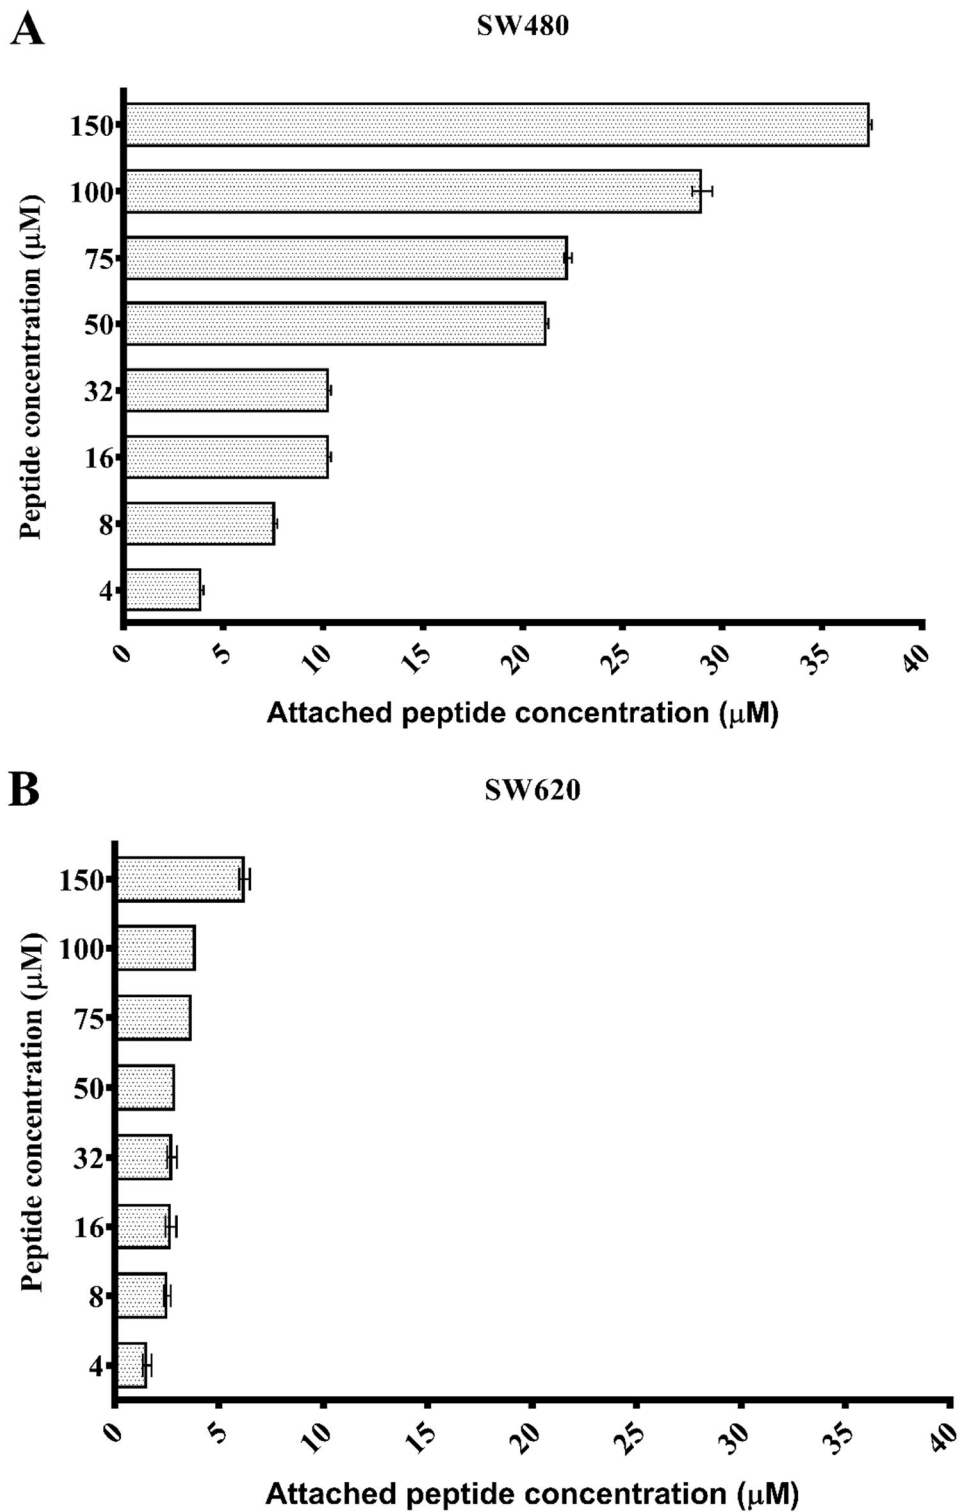 A
SW480
Peptide concentration (μM)
150
100
75
50
32
16
8
4
0 5 10 15 20 25 30 35 40
Attached peptide concentration (μM)
B
SW620
Peptide concentration (μM)
150
100
75
50
32
16
8
4
0 5 10 15 20 25 30 35 40
Attached peptide concentration (μM)